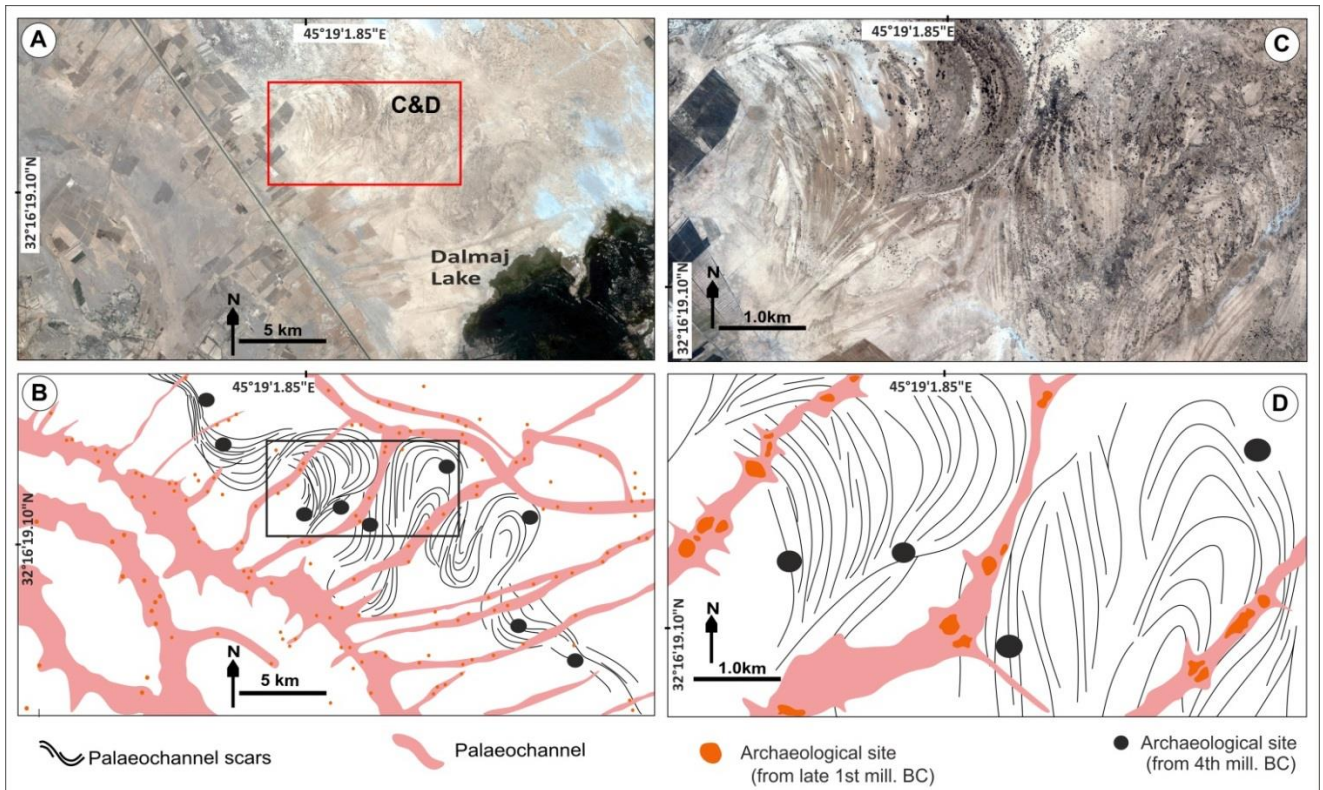 A
45°19'1.85"E
C&D
32°16'19.10"N
Dalmaj
Lake
N
5 km
C
45°19'1.85"E
32°16'19.10"N
N
1.0km
B
45°19'1.85"E
32°16'19.10"N
N
5 km
D
45°19'1.85"E
32°16'19.10"N
N
1.0km
Palaeochannel scars
Palaeochannel
Archaeological site
(from late 1st mill. BC)
Archaeological site
(from 4th mill. BC)